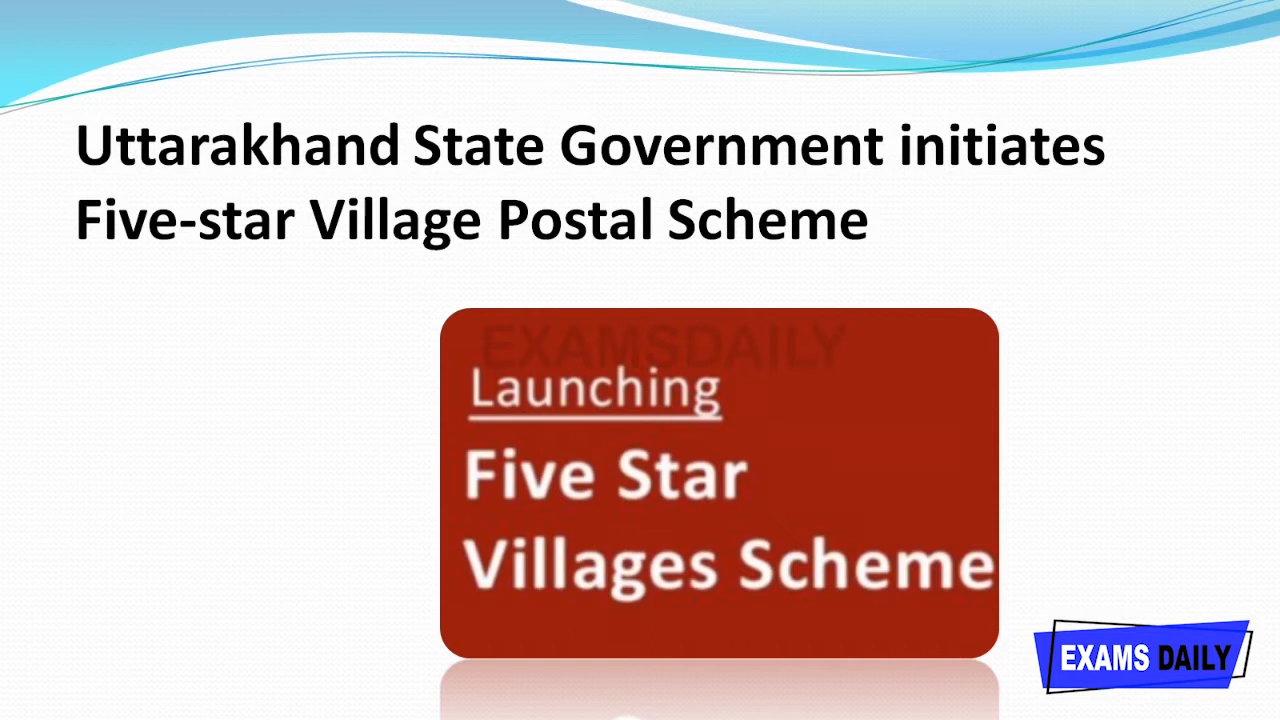 Uttarakhand State Government initiates
Five-star Village Postal Scheme
EXAMSDAILY
Launching
Five Star
Villages Scheme
EXAMS DAILY